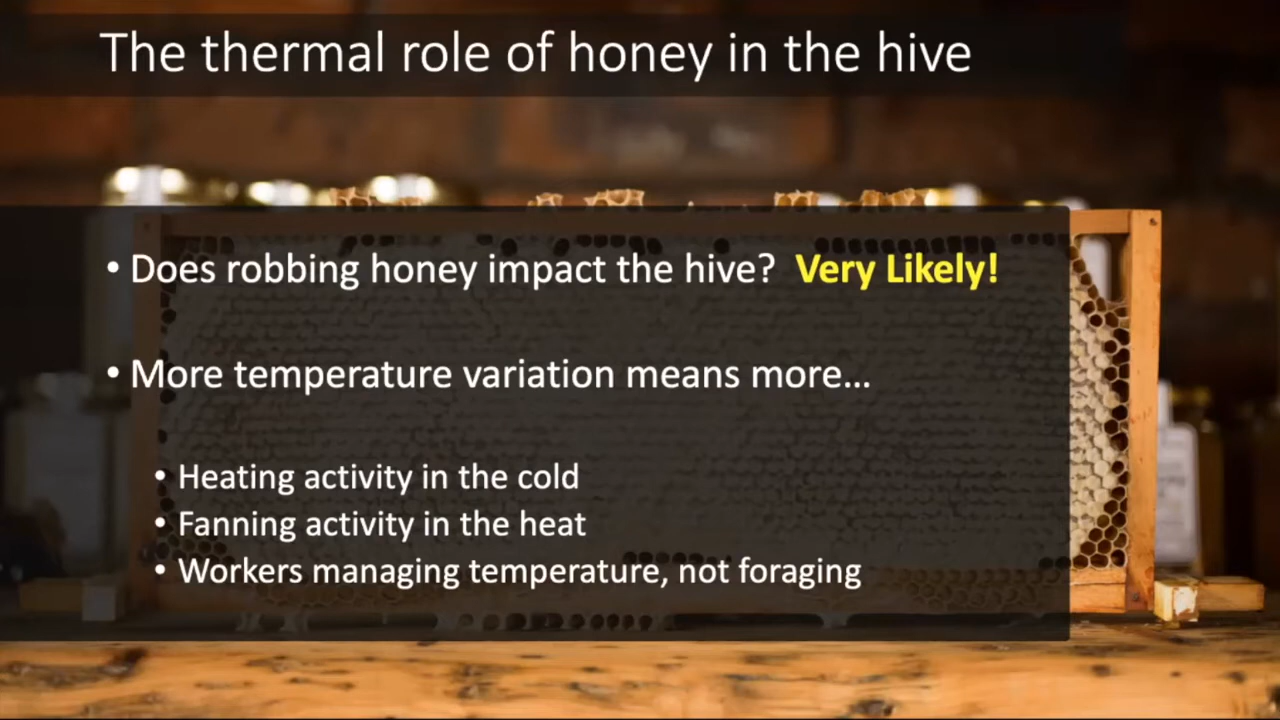 The thermal role of honey in the hive
• Does robbing honey impact the hive? Very Likely!
• More temperature variation means more...
• Heating activity in the cold
• Fanning activity in the heat
• Workers managing temperature, not foraging